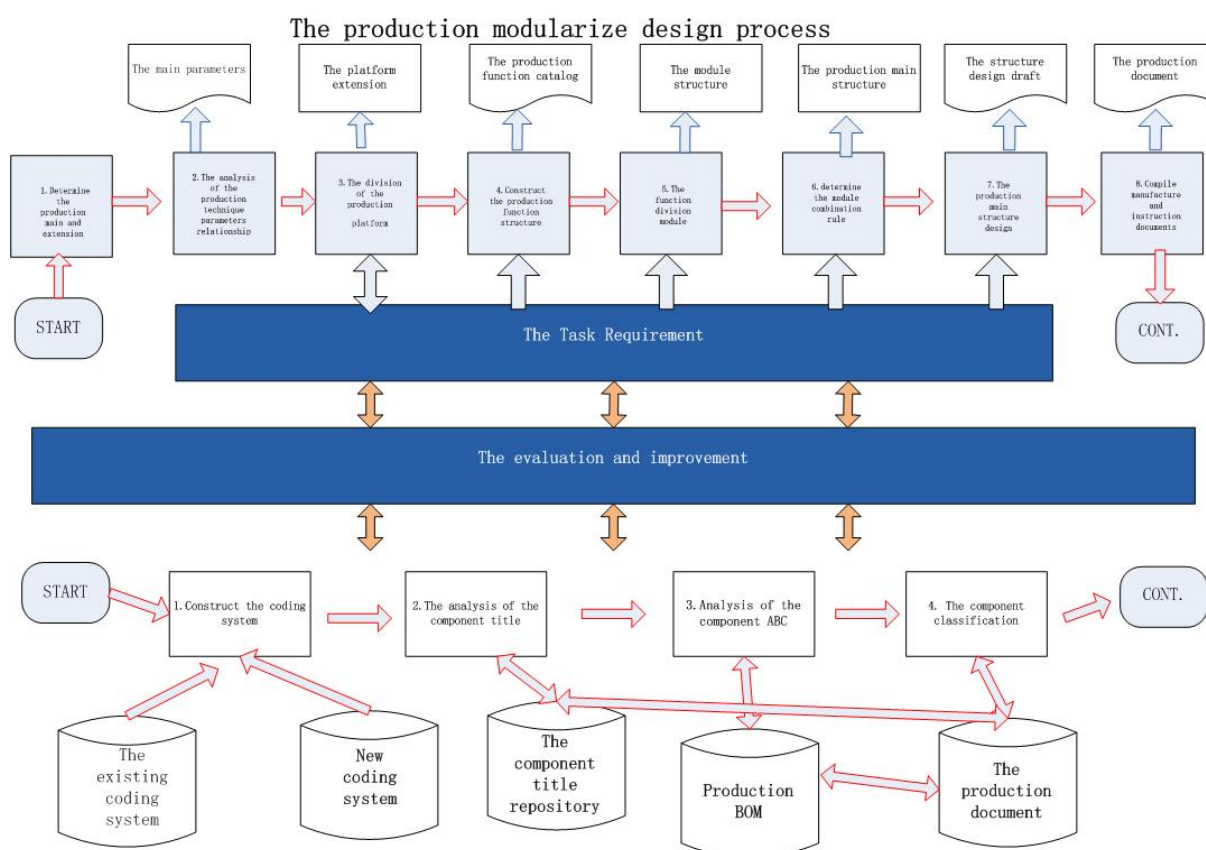 The production modularize design process
The main parameters
The platform
extension
The production
function catalog
The module
structure
The production main
structure
The structure
design draft
The production
document
1.Determine
the
production
main and
extension
2.The analysis
of the
production
technique
parameters
relationship
3.The division
of the
production
platform
4.Construct
the production
function
structure
5.The
function
division
module
6.determine
the module
combination
rule
7.The
production
main
structure
design
8.Compile
manufacture
and
instruction
documents
START
The Task Requirement
CONT.
The evaluation and improvement
START
1.Construct the coding
system
2.The analysis of the
component title
3.Analysis of the
component ABC
4. The component
classification
CONT.
The
existing
coding
system
New
coding
system
The
component
title
repository
Production
BOM
The
production
document